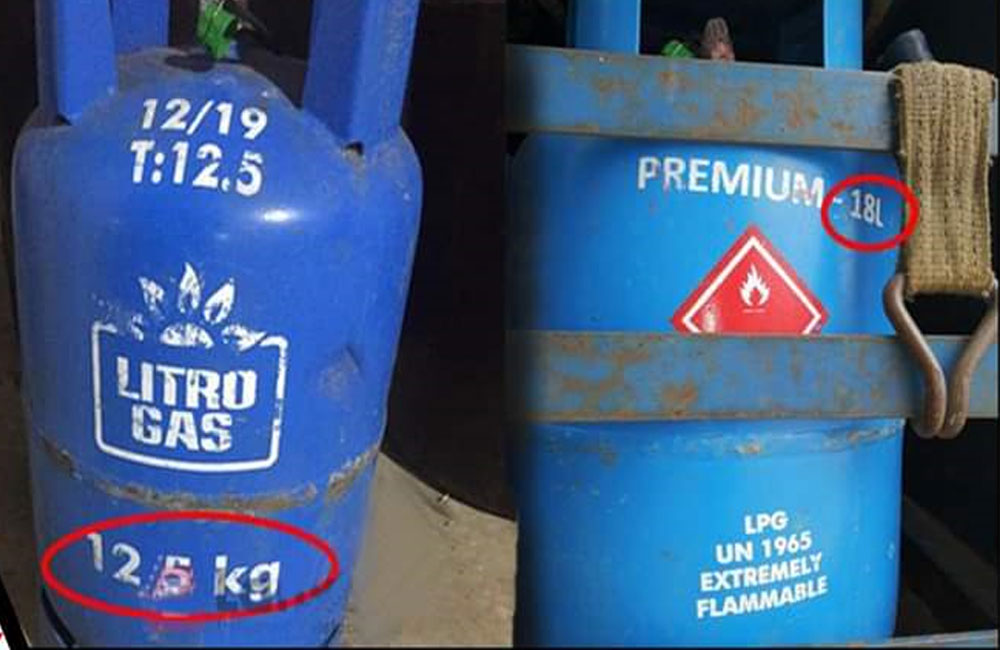 12/19
T:12.5
LITRO
GAS
12.5 kg
PREMIUM - 18L
LPG
UN 1965
EXTREMELY
FLAMMABLE